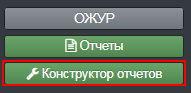 ОЖУР
Отчеты
Конструктор отчетов